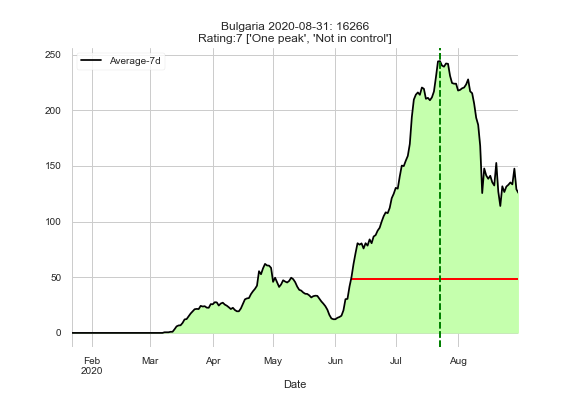 Bulgaria 2020-08-31: 16266
Rating:7 ['One peak', 'Not in control']
Average-7d
250
200
150
100
50
0
Feb Mar Apr May Jun Jul Aug
2020
Date